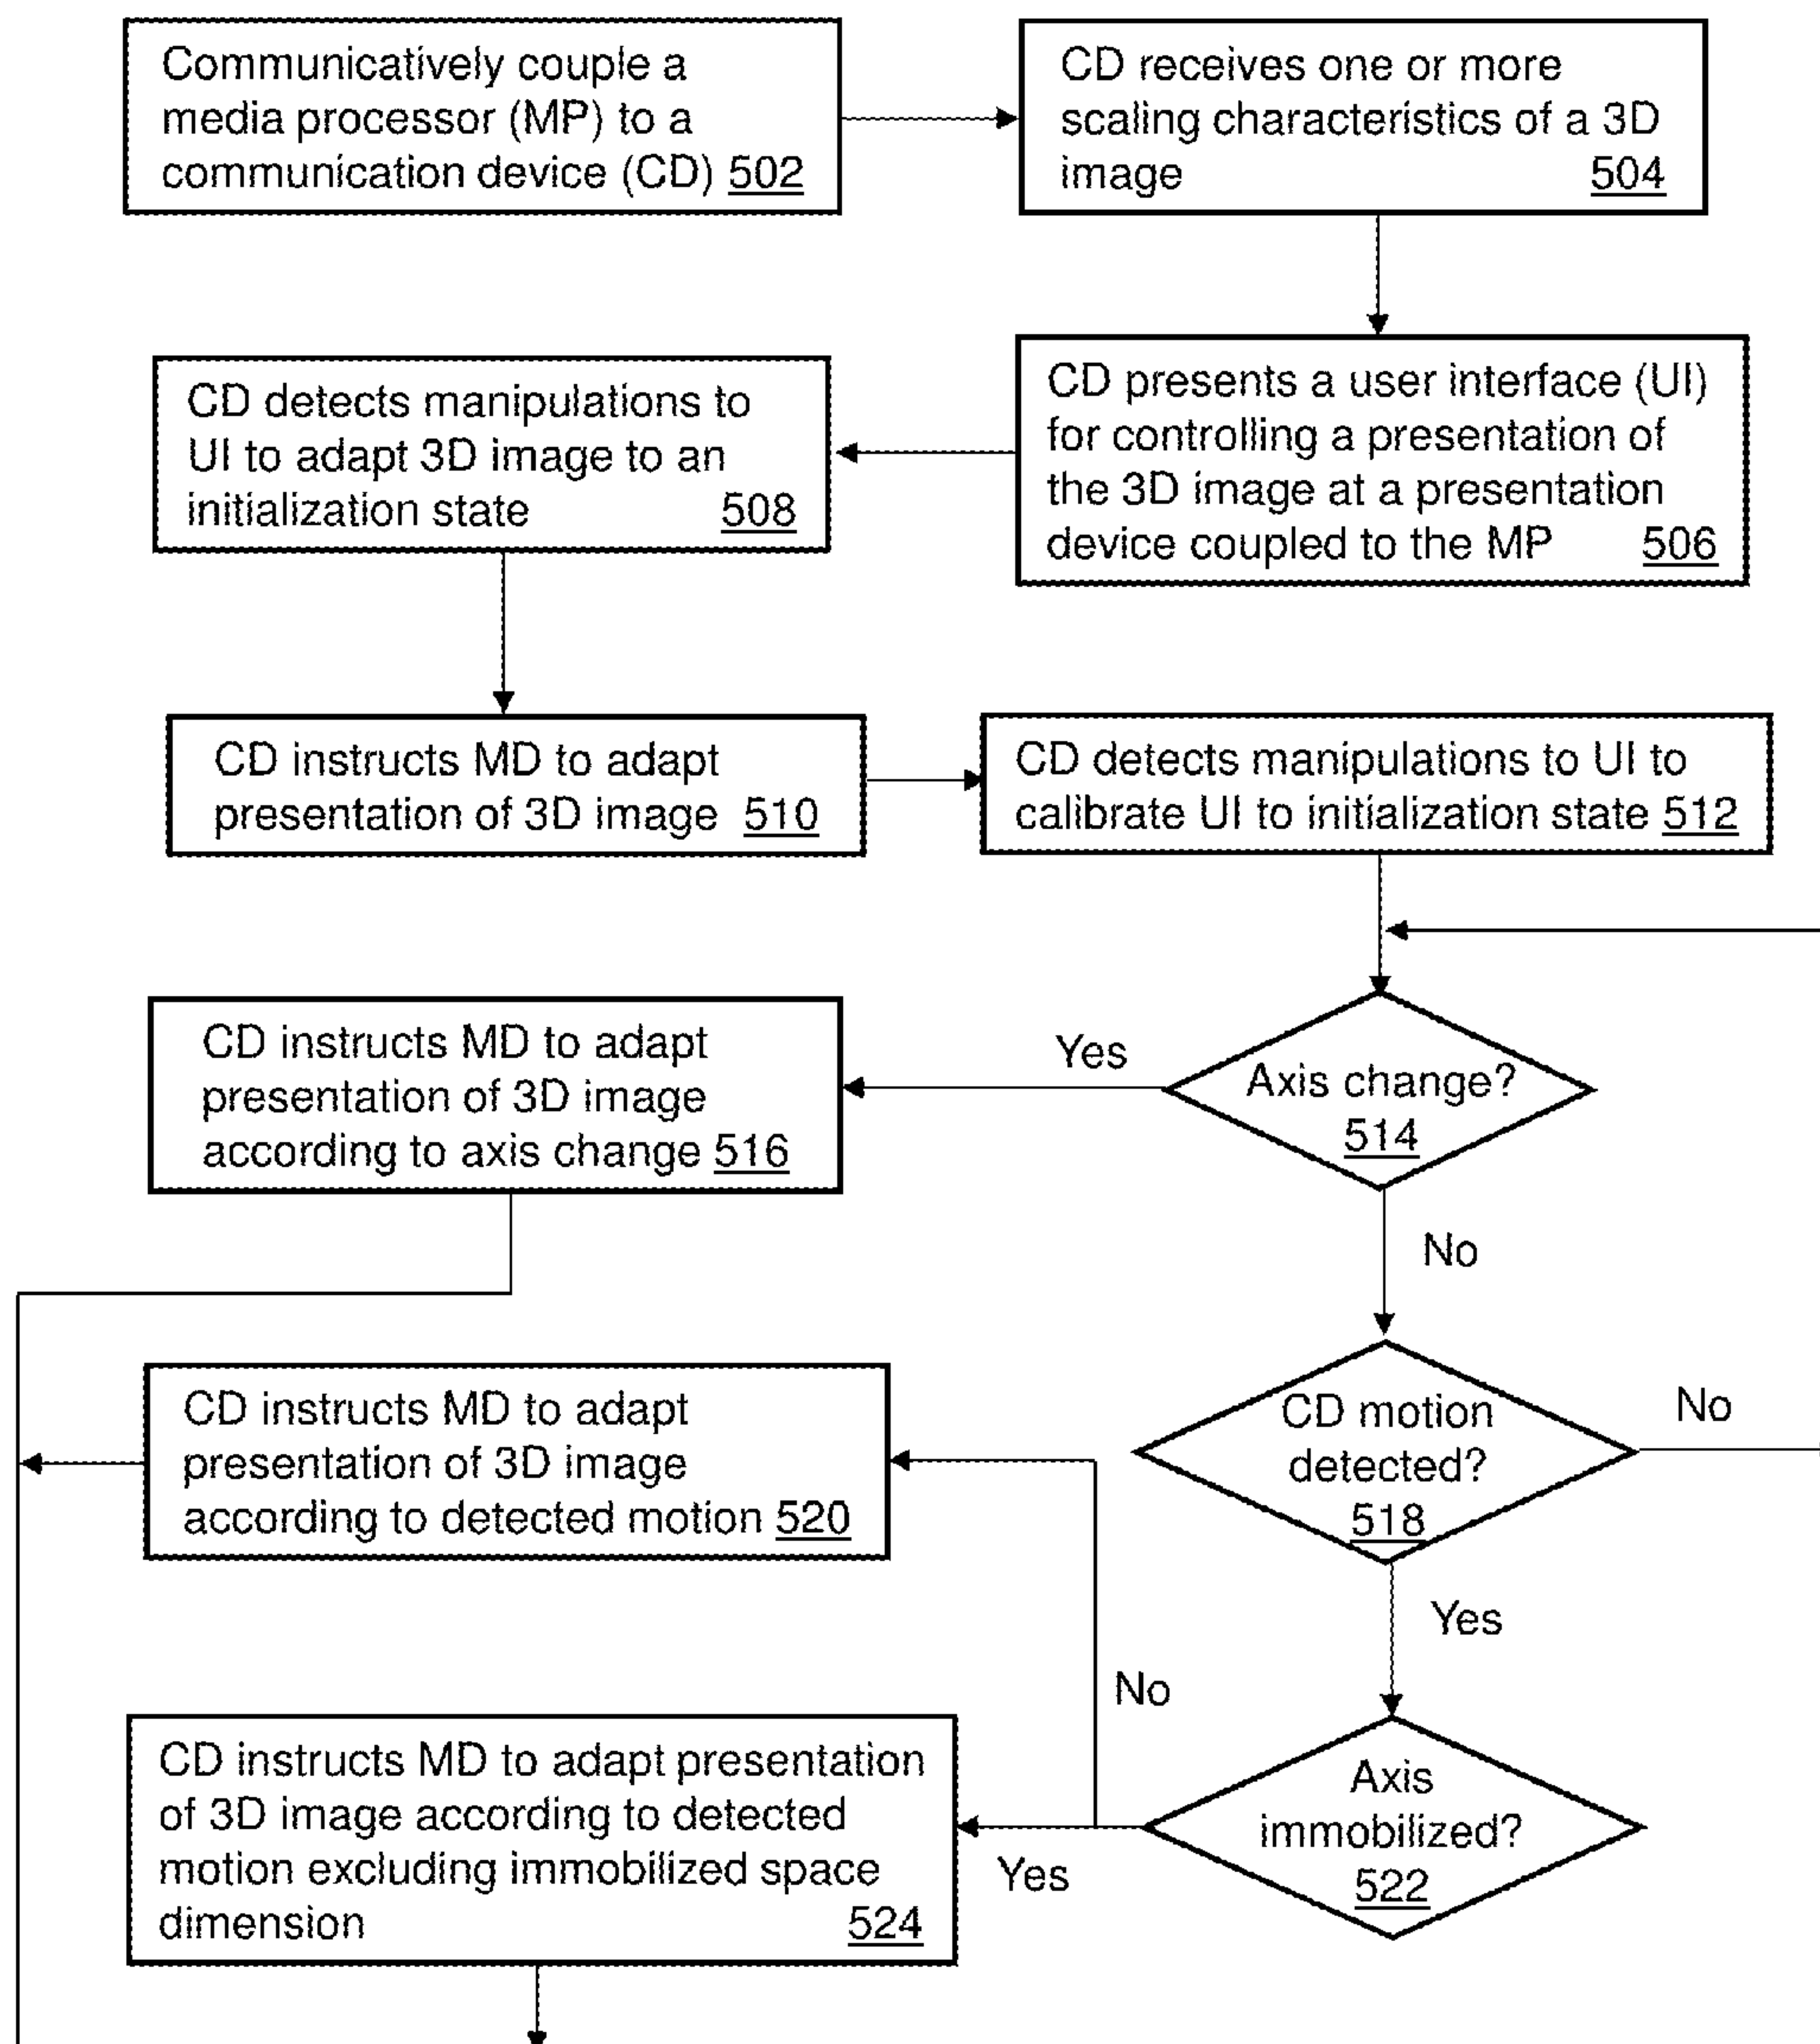 Communicatively couple a
media processor (MP) to a
communication device (CD) 502
CD receives one or more
scaling characteristics of a 3D
image 504
CD presents a user interface (UI)
for controlling a presentation of
the 3D image at a presentation
device coupled to the MP 506
CD detects manipulations to
UI to adapt 3D image to an
initialization state 508
CD instructs MD to adapt
presentation of 3D image 510
CD detects manipulations to UI to
calibrate UI to initialization state 512
Axis change?
514
Yes
CD instructs MD to adapt
presentation of 3D image
according to axis change 516
No
CD motion
detected?
518
No
CD instructs MD to adapt
presentation of 3D image
according to detected motion 520
Yes
No
Axis
immobilized?
522
Yes
CD instructs MD to adapt presentation
of 3D image according to detected
motion excluding immobilized space
dimension 524